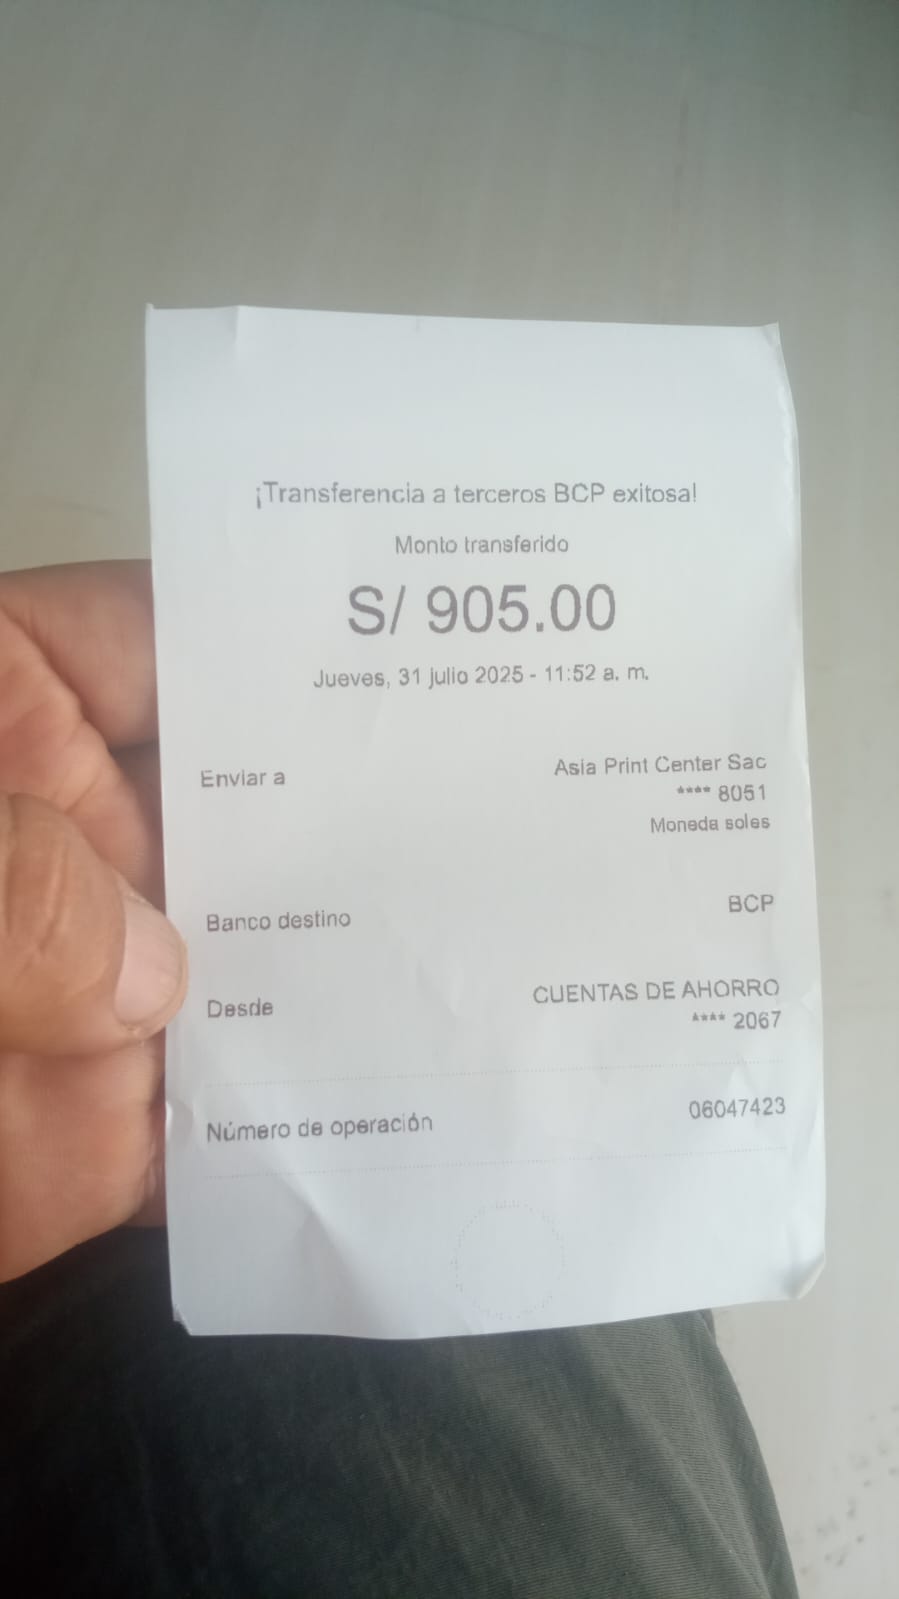 ¡Transferencia a terceros BCP exitosa!
Monto transferido
S/ 905.00
Jueves, 31 julio 2025 - 11:52 a. m.
Enviar a Asia Print Center Sac
**** 8051
Moneda soles
Banco destino BCP
Desde CUENTAS DE AHORRO
**** 2067
Número de operación 06047423